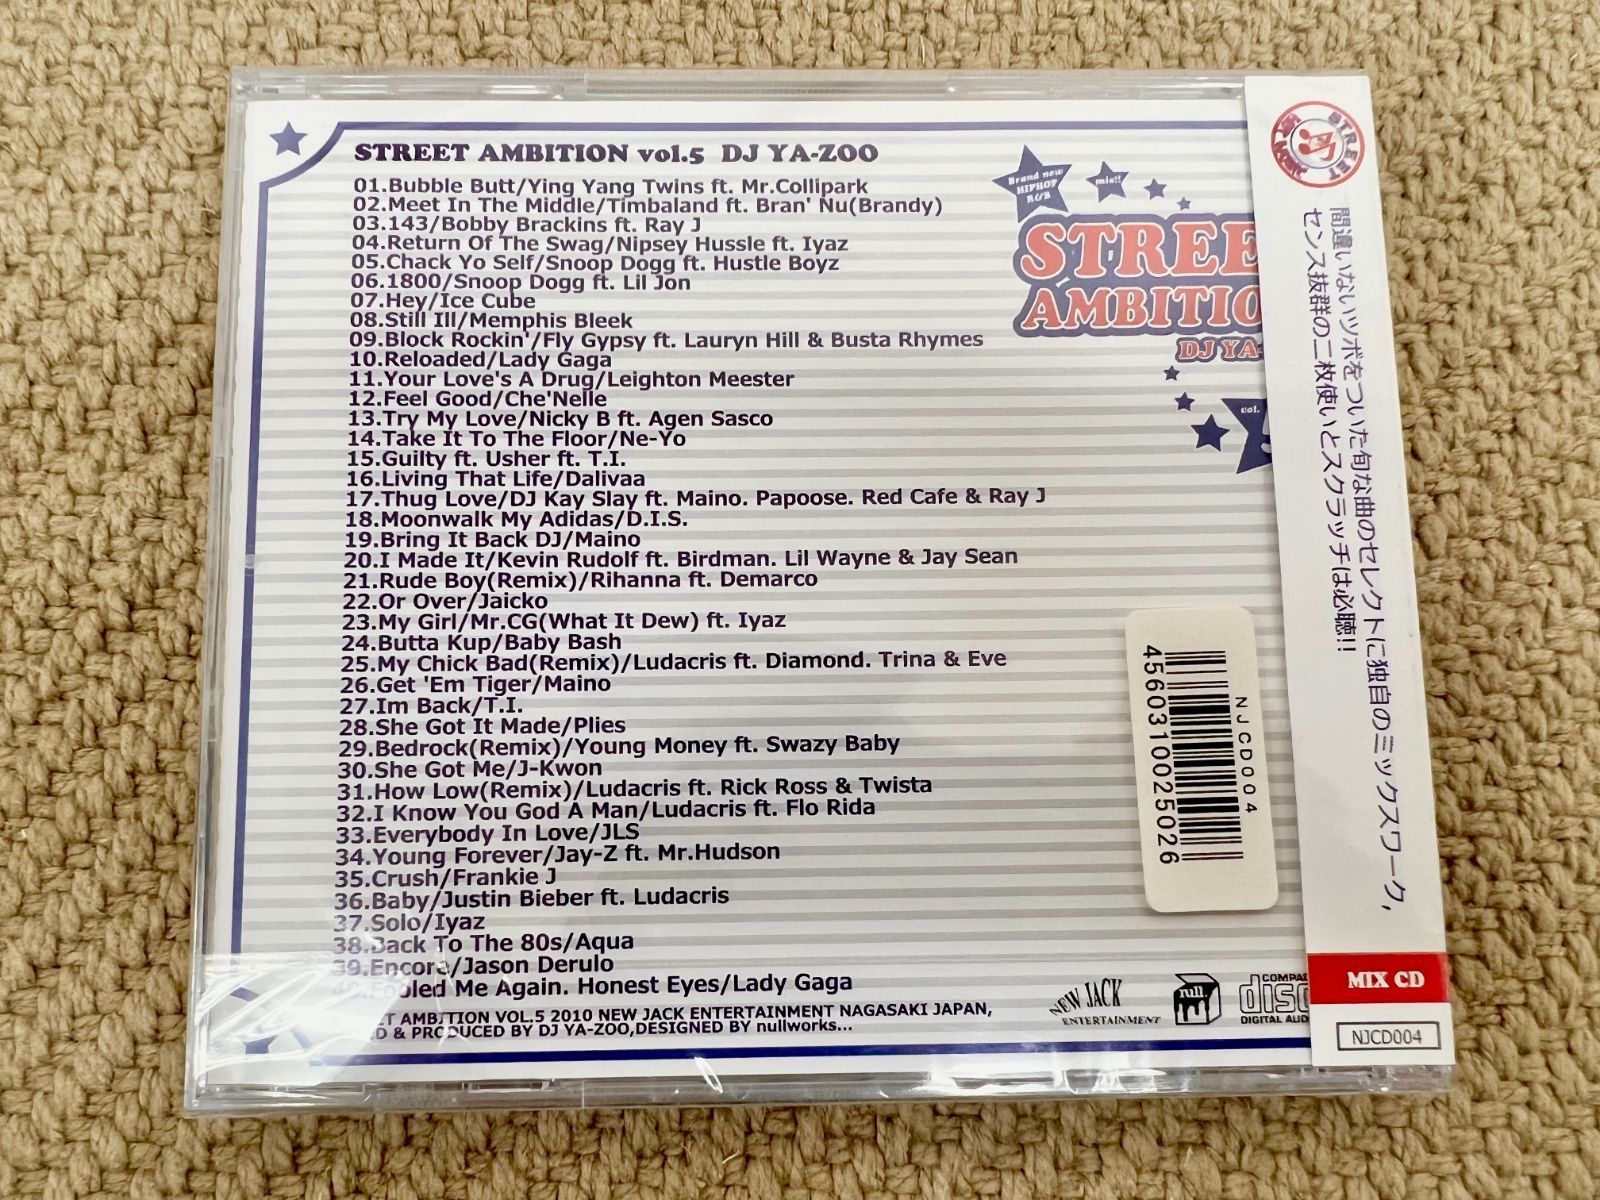 STREET AMBITION vol.5 DJ YA-ZOO
01.Bubble Butt/Ying Yang Twins ft. Mr.Collipark
02.Meet In The Middle/Timbaland ft. Bran' Nu(Brandy)
03.143/Bobby Brackins ft. Ray J
04.Return Of The Swag/Nipsey Hussle ft. Iyaz
05.Chack Yo Self/Snoop Dogg ft. Hustle Boyz
06.1800/Snoop Dogg ft. Lil Jon
07.Hey/Ice Cube
08.Still Ill/Memphis Bleek
09.Block Rockin'/Fly Gypsy ft. Lauryn Hill & Busta Rhymes
10.Reloaded/Lady Gaga
11.Your Love's A Drug/Leighton Meester
12.Feel Good/Che'Nelle
13.Try My Love/Nicky B ft. Agen Sasco
14.Take It To The Floor/Ne-Yo
15.Guilty ft. Usher ft. T.I.
16.Living That Life/Dalivaa
17.Thug Love/DJ Kay Slay ft. Maino. Papoose. Red Cafe & Ray J
18.Moonwalk My Adidas/D.I.S.
19.Bring It Back DJ/Maino
20.I Made It/Kevin Rudolf ft. Birdman. Lil Wayne & Jay Sean
21.Rude Boy(Remix)/Rihanna ft. Demarco
22.Or Over/Jaicko
23.My Girl/Mr.CG(What It Dew) ft. Iyaz
24.Butta Kup/Baby Bash
25.My Chick Bad(Remix)/Ludacris ft. Diamond. Trina & Eve
26.Get 'Em Tiger/Maino
27.Im Back/T.I.
28.She Got It Made/Plies
29.Bedrock(Remix)/Young Money ft. Swazy Baby
30.She Got Me/J-Kwon
31.How Low(Remix)/Ludacris ft. Rick Ross & Twista
32.I Know You God A Man/Ludacris ft. Flo Rida
33.Everybody In Love/JLS
34.Young Forever/Jay-Z ft. Mr.Hudson
35.Crush/Frankie J
36.Baby/Justin Bieber ft. Ludacris
37.Solo/Iyaz
38.Back To The 80s/Aqua
39.Encore/Jason Derulo
40.Fooled Me Again. Honest Eyes/Lady Gaga
ET AMBITION VOL.5 2010 NEW JACK ENTERTAINMENT NAGASAKI JAPAN,
D & PRODUCED BY DJ YA-ZOO,DESIGNED BY nullworks...
Brand new
HIPHOP
R&B
mix!!
STREE
AMBITIO
DJ YA-
vol.
5
NJCD004
4560310025026
NEW JACK
ENTERTAINMENT
null
COMPA
disc
DIGITAL AUD
STREET
間違いないツボをついた旬な曲のセレクトに独自のミックスワーク,
センス抜群の二枚使いとスクラッチは必聴!!
MIX CD
NJCD004